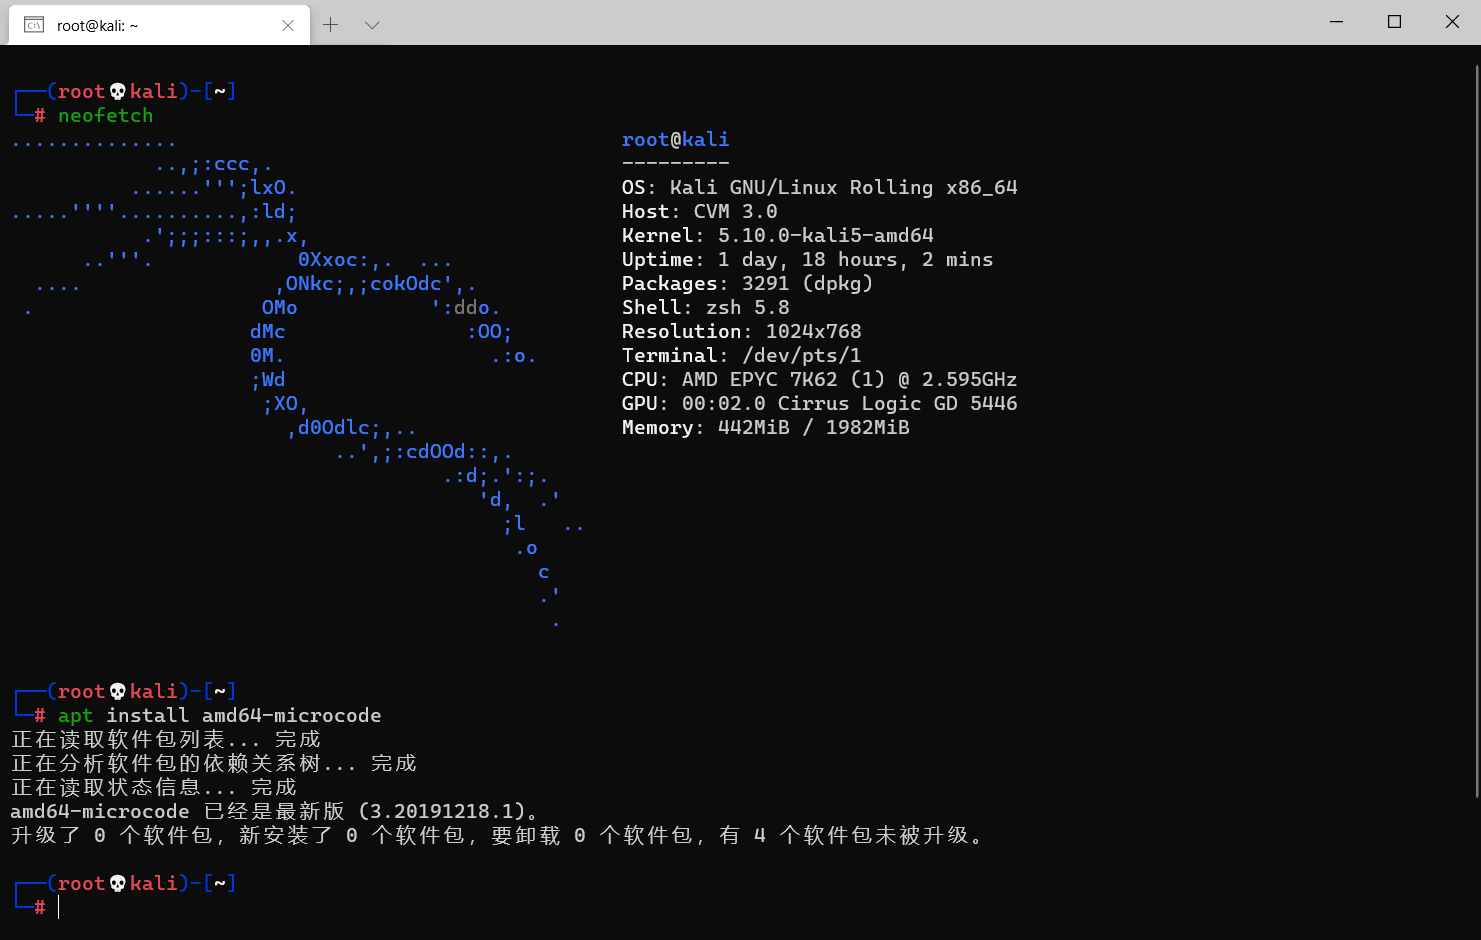 root@kali: ~
┌──(root💀kali)-[~]
└─# neofetch
..............                                     root@kali
            ..,;:ccc,.                             ---------
          ......''';lxO.                           OS: Kali GNU/Linux Rolling x86_64
.....''''..........,:ld;                           Host: CVM 3.0
           .';;;:::;,,.x,                          Kernel: 5.10.0-kali5-amd64
      ..'''.            0Xxoc:,.  ...              Uptime: 1 day, 18 hours, 2 mins
  ....                ,ONkc;,;cokOdc',.            Packages: 3291 (dpkg)
 .                   OMo           ':ddo.          Shell: zsh 5.8
                    dMc               :OO;         Resolution: 1024x768
                    0M.                 .:o.       Terminal: /dev/pts/1
                    ;Wd                            CPU: AMD EPYC 7K62 (1) @ 2.595GHz
                     ;XO,                          GPU: 00:02.0 Cirrus Logic GD 5446
                       ,d0Odlc;,..                 Memory: 442MiB / 1982MiB
                           ..',;:cdOOd::,.
                                    .:d;.':;.
                                       'd,  .'
                                         ;l   ..
                                          .o
                                            c
                                            .'
                                             .
┌──(root💀kali)-[~]
└─# apt install amd64-microcode
正在读取软件包列表... 完成
正在分析软件包的依赖关系树... 完成
正在读取状态信息... 完成
amd64-microcode 已经是最新版 (3.20191218.1)。
升级了 0 个软件包，新安装了 0 个软件包，要卸载 0 个软件包，有 4 个软件包未被升级。
┌──(root💀kali)-[~]
└─#